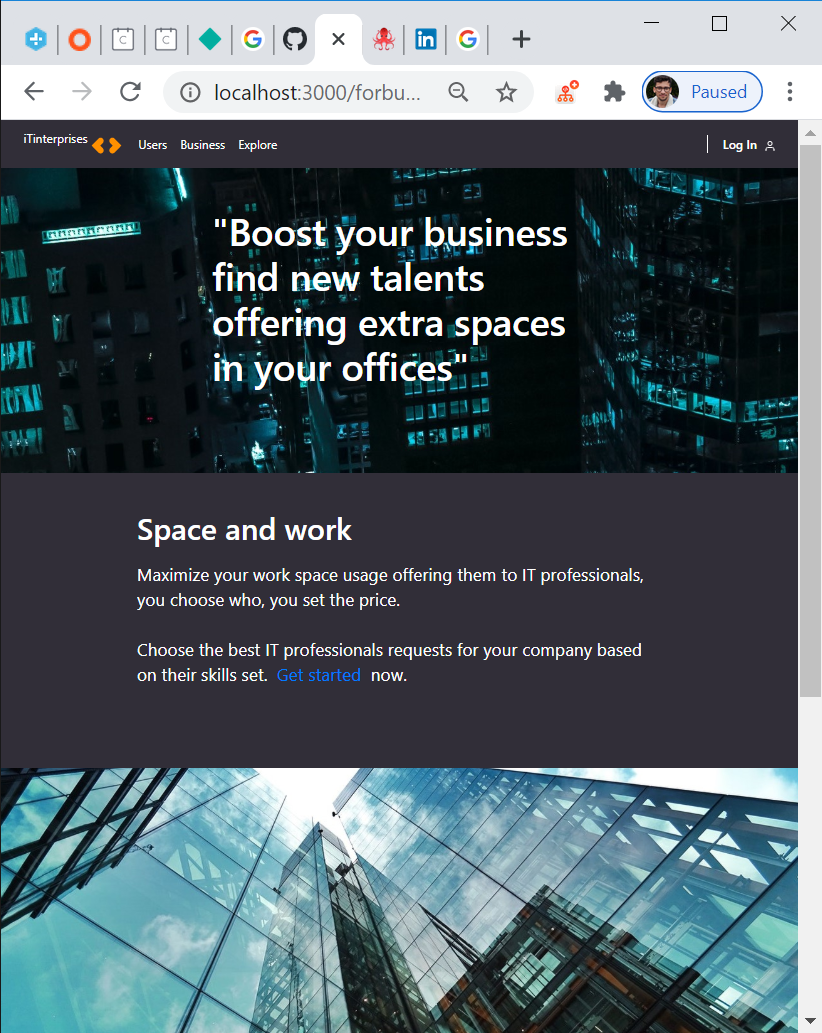 localhost:3000/forbu...
Paused
iTinterprises Users Business Explore Log In
"Boost your business
find new talents
offering extra spaces
in your offices"
Space and work
Maximize your work space usage offering them to IT professionals,
you choose who, you set the price.
Choose the best IT professionals requests for your company based
on their skills set. Get started now.